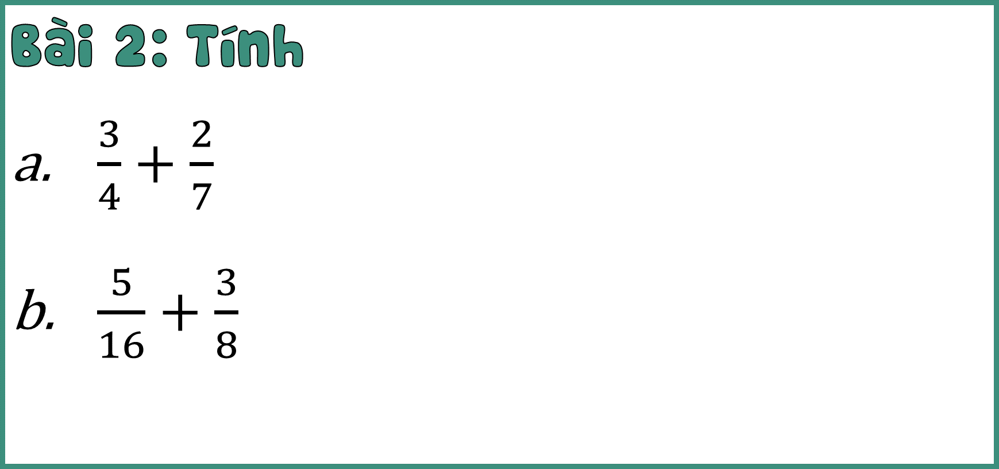 Bài 2: Tính
a. 3/4 + 2/7
b. 5/16 + 3/8